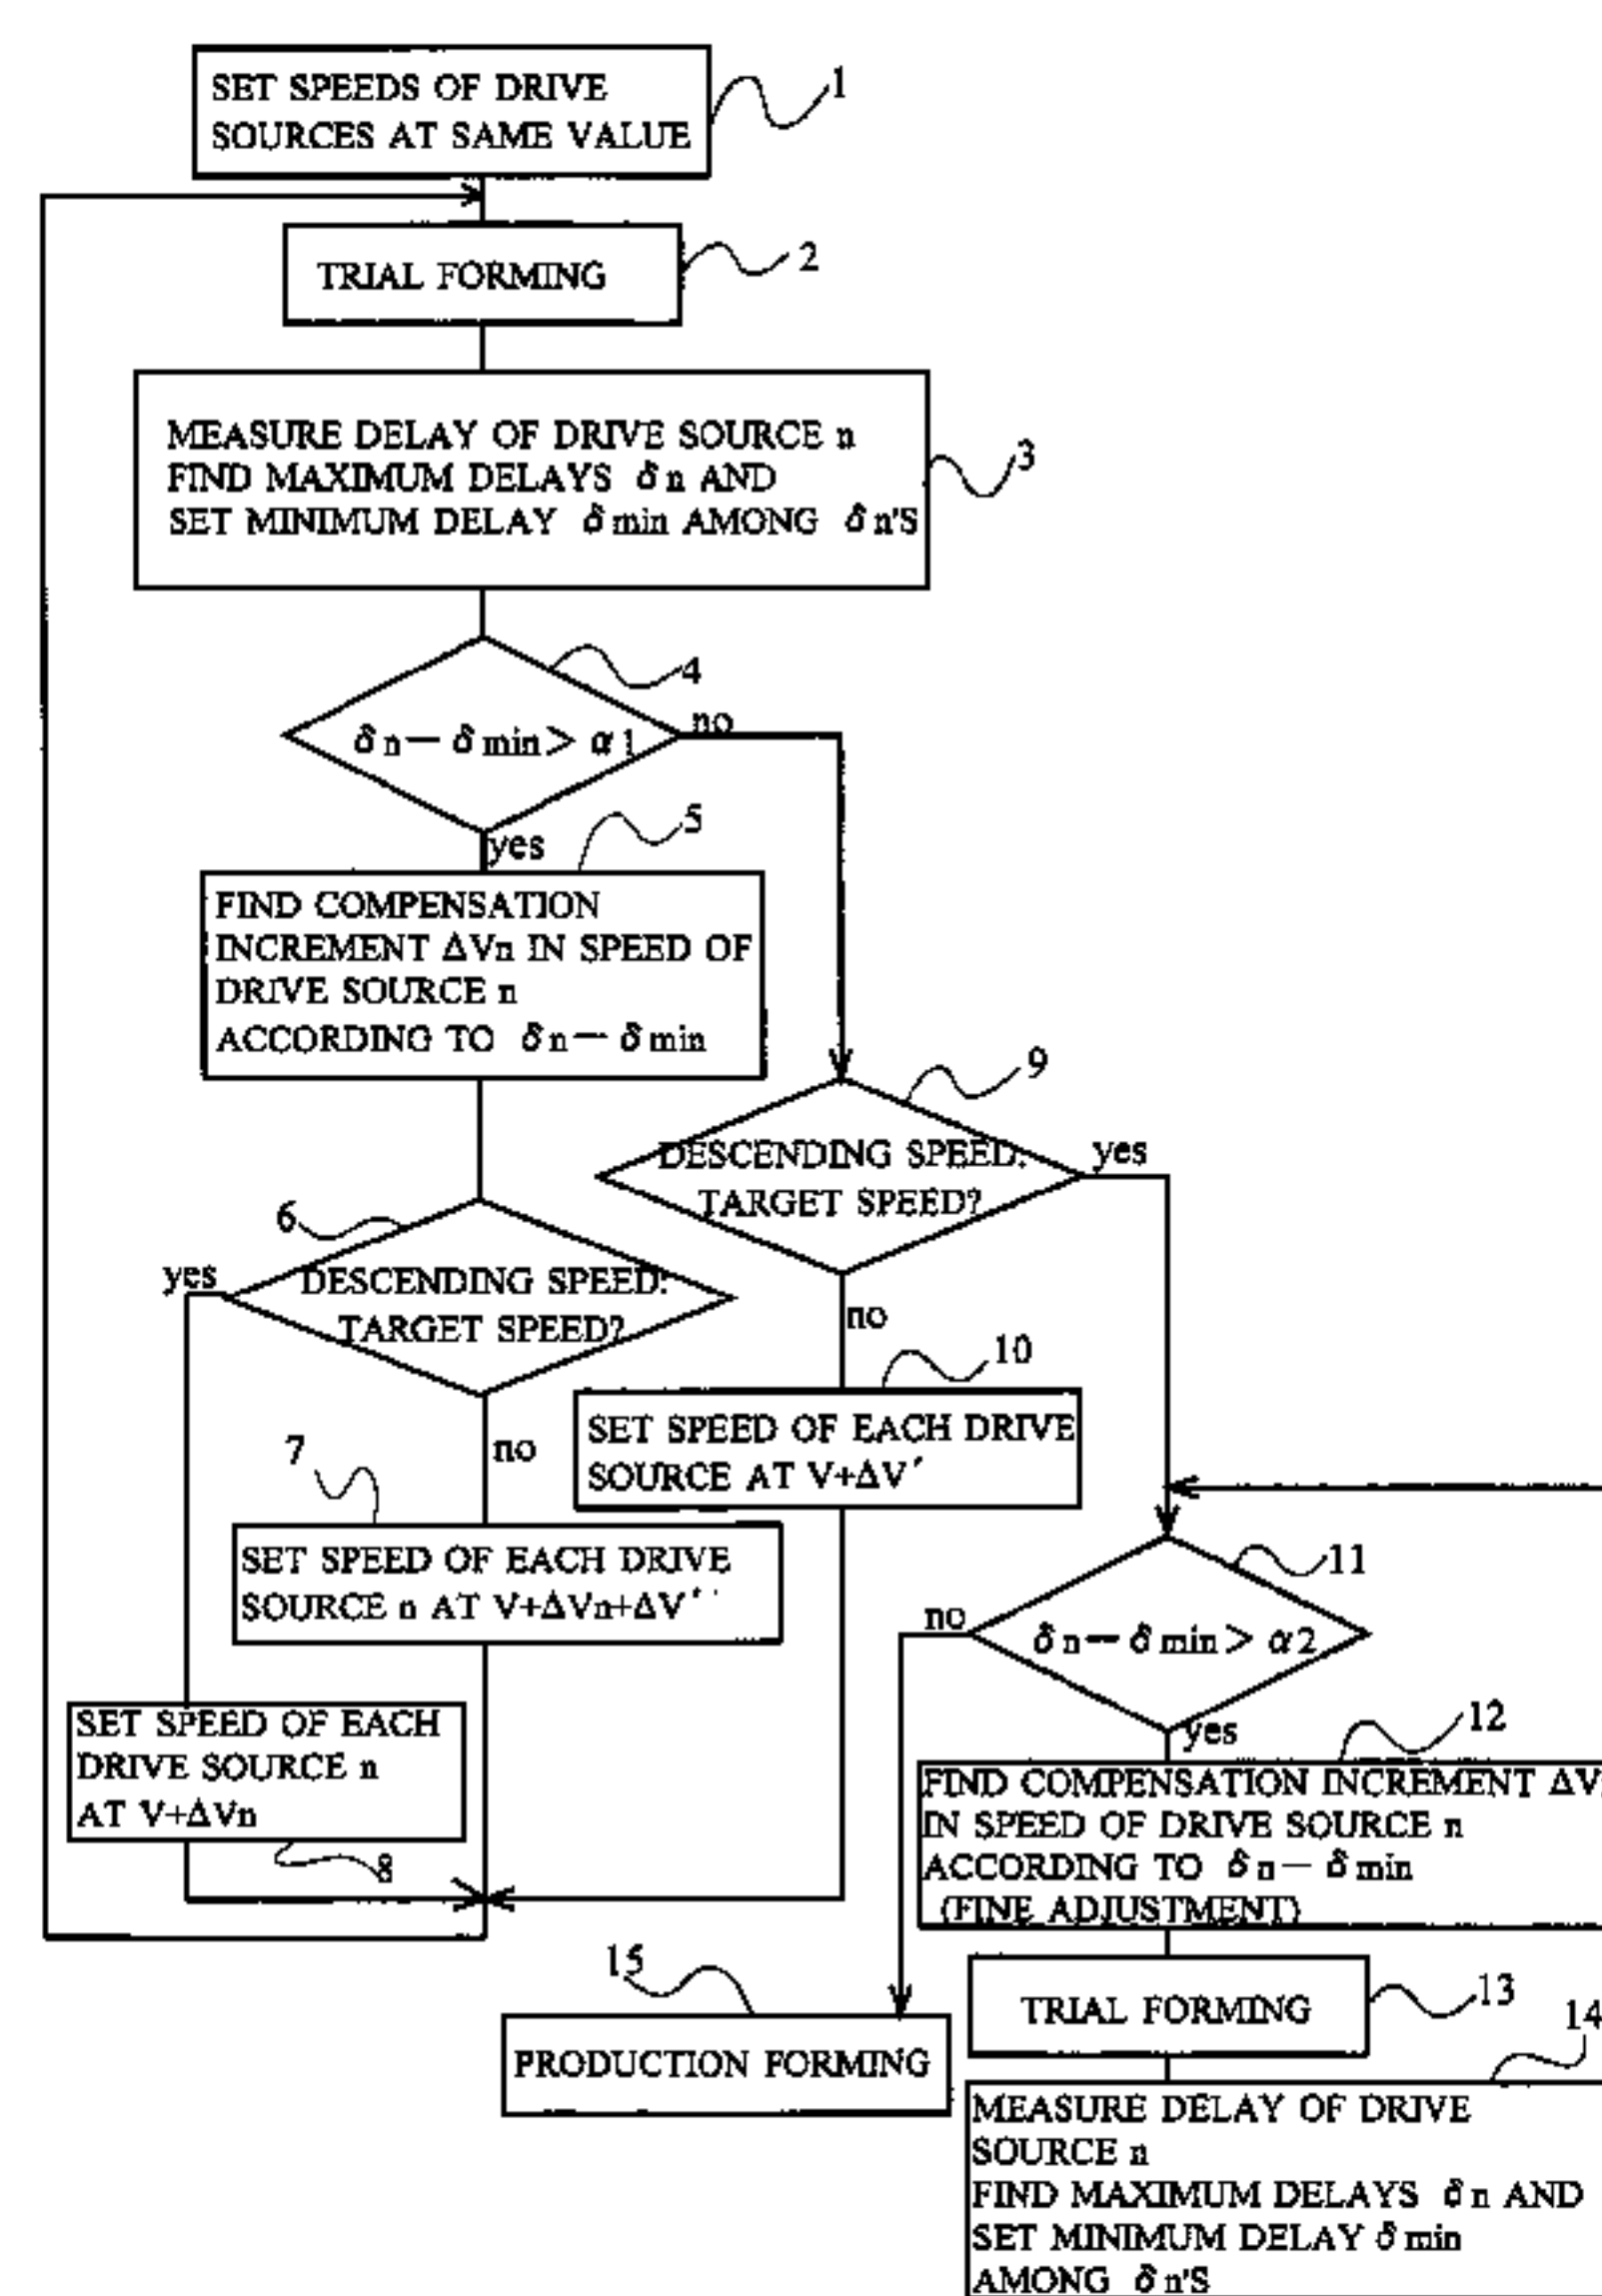 SET SPEEDS OF DRIVE
SOURCES AT SAME VALUE
1
TRIAL FORMING
2
MEASURE DELAY OF DRIVE SOURCE n
FIND MAXIMUM DELAYS δn AND
SET MINIMUM DELAY δmin AMONG δn'S
3
4
δn－δmin＞α1
no
yes
5
FIND COMPENSATION
INCREMENT ΔVn IN SPEED OF
DRIVE SOURCE n
ACCORDING TO δn－δmin
9
DESCENDING SPEED:
TARGET SPEED?
yes
no
6
yes
DESCENDING SPEED:
TARGET SPEED?
no
10
SET SPEED OF EACH DRIVE
SOURCE AT V+ΔV′
7
SET SPEED OF EACH DRIVE
SOURCE n AT V+ΔVn+ΔV′′
SET SPEED OF EACH
DRIVE SOURCE n
AT V+ΔVn
8
11
no
δn－δmin＞α2
yes
12
FIND COMPENSATION INCREMENT ΔV
IN SPEED OF DRIVE SOURCE n
ACCORDING TO δn－δmin
(FINE ADJUSTMENT)
15
PRODUCTION FORMING
TRIAL FORMING
13
14
MEASURE DELAY OF DRIVE
SOURCE n
FIND MAXIMUM DELAYS δn AND
SET MINIMUM DELAY δmin
AMONG δn'S